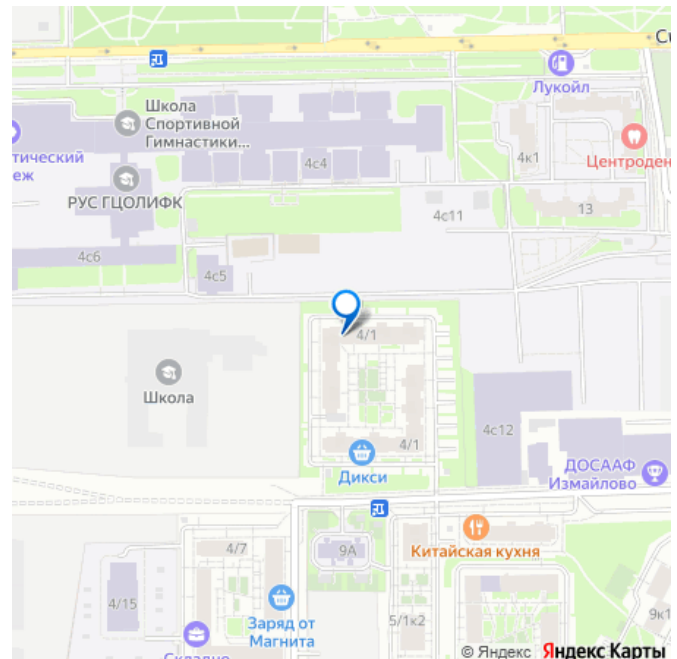 Си
Лукойл
Школа
Спортивной
Гимнастики...
4с4
4к1
Центроден
тический
еж
РУС ГЦОЛИФК
13
4с11
4с6
4с5
4/1
Школа
4/1
4с12
Дикси
ДОСААФ
Измайлово
Китайская кухня
4/7
9А
4/15
Заряд от
Магнита
5/1к2
9к1
© Яндекс Яндекс Карты